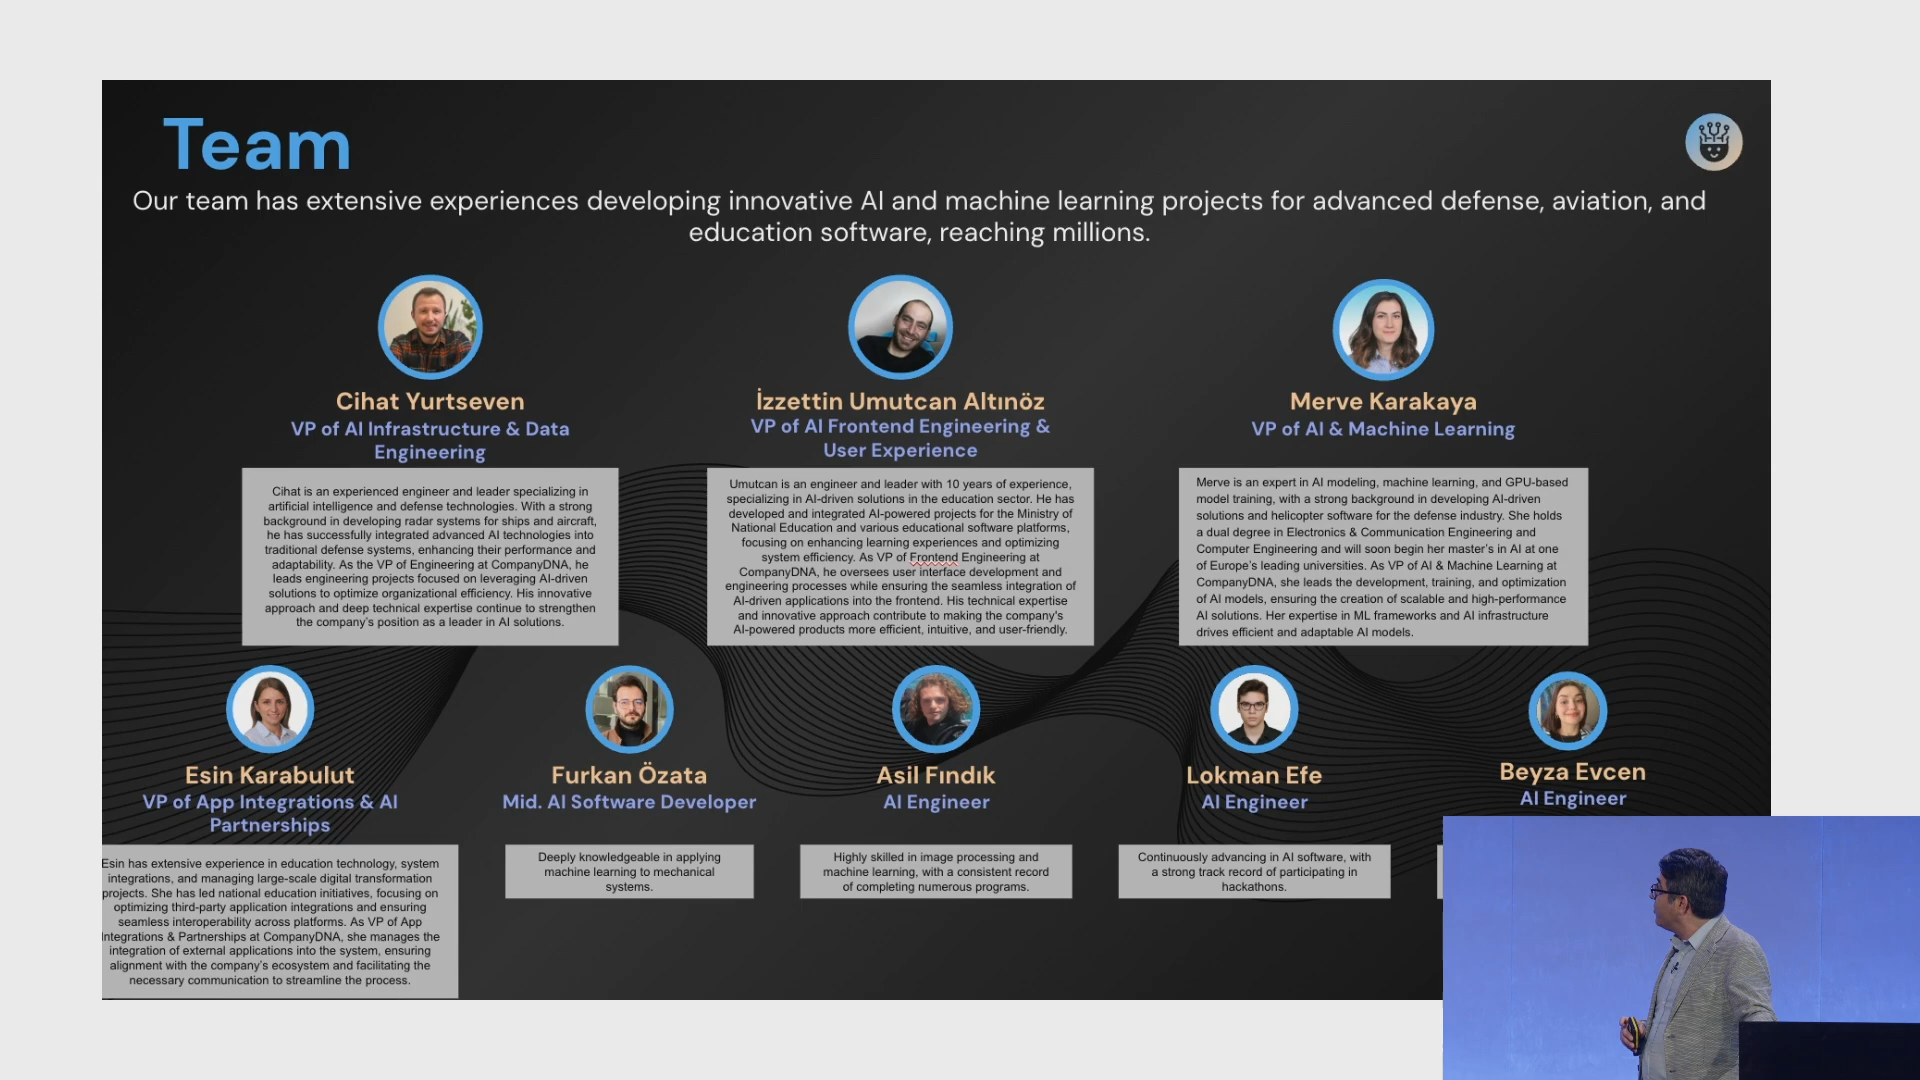 Team
Our team has extensive experiences developing innovative AI and machine learning projects for advanced defense, aviation, and
education software, reaching millions.
Cihat Yurtseven
VP of AI Infrastructure & Data
Engineering
Cihat is an experienced engineer and leader specializing in
artificial intelligence and defense technologies. With a strong
background in developing radar systems for ships and aircraft,
he has successfully integrated advanced AI technologies into
traditional defense systems, enhancing their performance and
adaptability. As the VP of Engineering at CompanyDNA, he
leads engineering projects focused on leveraging AI-driven
solutions to optimize organizational efficiency. His innovative
approach and deep technical expertise continue to strengthen
the company's position as a leader in AI solutions.
İzzettin Umutcan Altınöz
VP of AI Frontend Engineering &
User Experience
Umutcan is an engineer and leader with 10 years of experience,
specializing in AI-driven solutions in the education sector. He has
developed and integrated AI-powered projects for the Ministry of
National Education and various educational software platforms,
focusing on enhancing learning experiences and optimizing
system efficiency. As VP of Frontend Engineering at
CompanyDNA, he oversees user interface development and
engineering processes while ensuring the seamless integration of
AI-driven applications into the frontend. His technical expertise
and innovative approach contribute to making the company's
AI-powered products more efficient, intuitive, and user-friendly.
Merve Karakaya
VP of AI & Machine Learning
Merve is an expert in AI modeling, machine learning, and GPU-based
model training, with a strong background in developing AI-driven
solutions and helicopter software for the defense industry. She holds
a dual degree in Electronics & Communication Engineering and
Computer Engineering and will soon begin her master's in AI at one
of Europe's leading universities. As VP of AI & Machine Learning at
CompanyDNA, she leads the development, training, and optimization
of AI models, ensuring the creation of scalable and high-performance
AI solutions. Her expertise in ML frameworks and AI infrastructure
drives efficient and adaptable AI models.
Esin Karabulut
VP of App Integrations & AI
Partnerships
Esin has extensive experience in education technology, system
integrations, and managing large-scale digital transformation
projects. She has led national education initiatives, focusing on
optimizing third-party application integrations and ensuring
seamless interoperability across platforms. As VP of App
Integrations & Partnerships at CompanyDNA, she manages the
integration of external applications into the system, ensuring
alignment with the company's ecosystem and facilitating the
necessary communication to streamline the process.
Furkan Özata
Mid. AI Software Developer
Deeply knowledgeable in applying
machine learning to mechanical
systems.
Asil Fındık
AI Engineer
Highly skilled in image processing and
machine learning, with a consistent record
of completing numerous programs.
Lokman Efe
AI Engineer
Continuously advancing in AI software, with
a strong track record of participating in
hackathons.
Beyza Evcen
AI Engineer